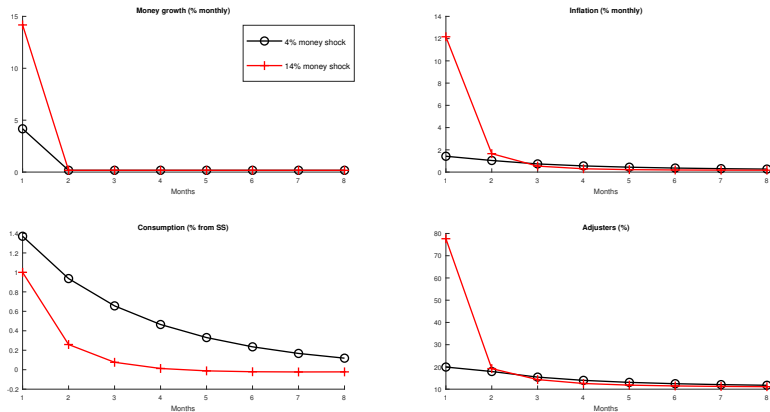 Money growth (% monthly)
15
10
5
0
1 2 3 4 5 6 7 8
Months
4% money shock
14% money shock
Inflation (% monthly)
14
12
10
8
6
4
2
0
1 2 3 4 5 6 7 8
Months
Consumption (% from SS)
1.4
1.2
1
0.8
0.6
0.4
0.2
0
-0.2
1 2 3 4 5 6 7 8
Months
Adjusters (%)
80
70
60
50
40
30
20
10
1 2 3 4 5 6 7 8
Months